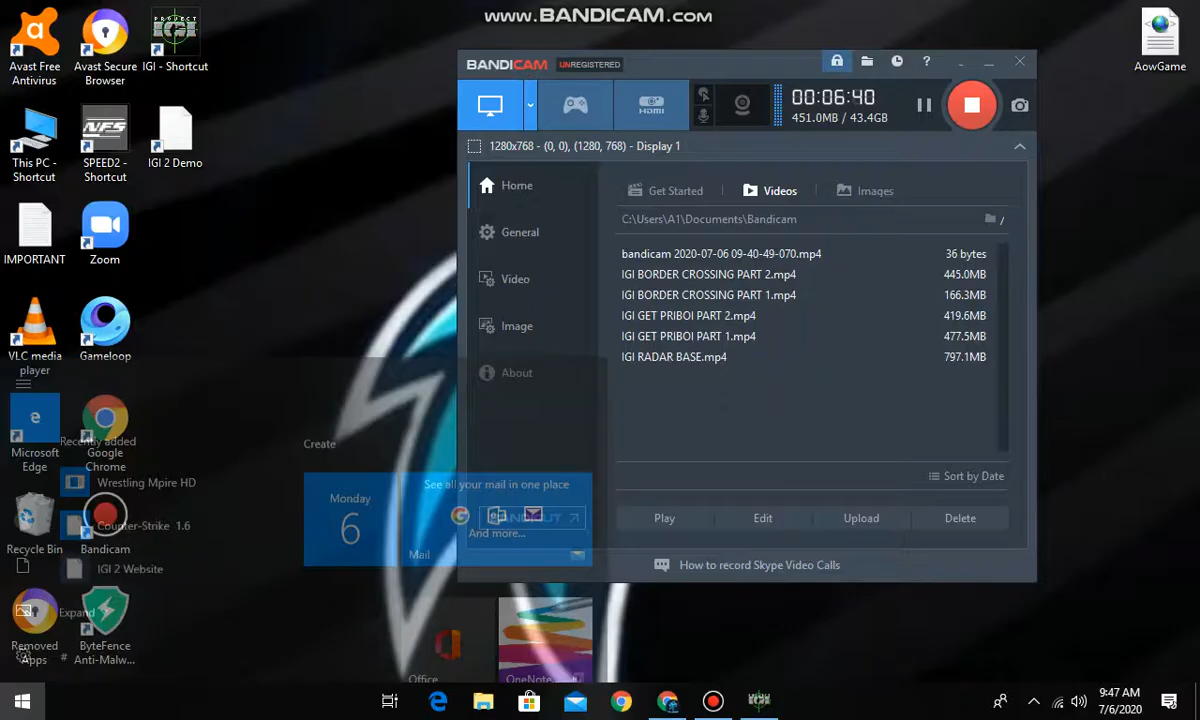 www.BANDICAM.com
Avast Free
Antivirus
Avast Secure
Browser
PROJECT
IGI
IGI - Shortcut
AowGame
This PC -
Shortcut
NFS
SPEED2 -
Shortcut
IGI 2 Demo
IMPORTANT
Zoom
VLC media
player
Gameloop
Microsoft
Edge
Google
Chrome
Recycle Bin
Bandicam
Removed
Apps
ByteFence
Anti-Malw...
Recently added
Wrestling Mpire HD
Counter-Strike 1.6
IGI 2 Website
Expand
Create
Monday
6
See all your mail in one place
And more...
Mail
Office
OneNote
BANDICAM UNREGISTERED
HDMI
00:06:40
451.0MB / 43.4GB
1280x768 - (0, 0), (1280, 768) - Display 1
Home
General
Video
Image
About
BANDICUT
Get Started
Videos
Images
C:\Users\A1\Documents\Bandicam
/
bandicam 2020-07-06 09-40-49-070.mp4 36 bytes
IGI BORDER CROSSING PART 2.mp4 445.0MB
IGI BORDER CROSSING PART 1.mp4 166.3MB
IGI GET PRIBOI PART 2.mp4 419.6MB
IGI GET PRIBOI PART 1.mp4 477.5MB
IGI RADAR BASE.mp4 797.1MB
Sort by Date
Play Edit Upload Delete
How to record Skype Video Calls
9:47 AM
7/6/2020